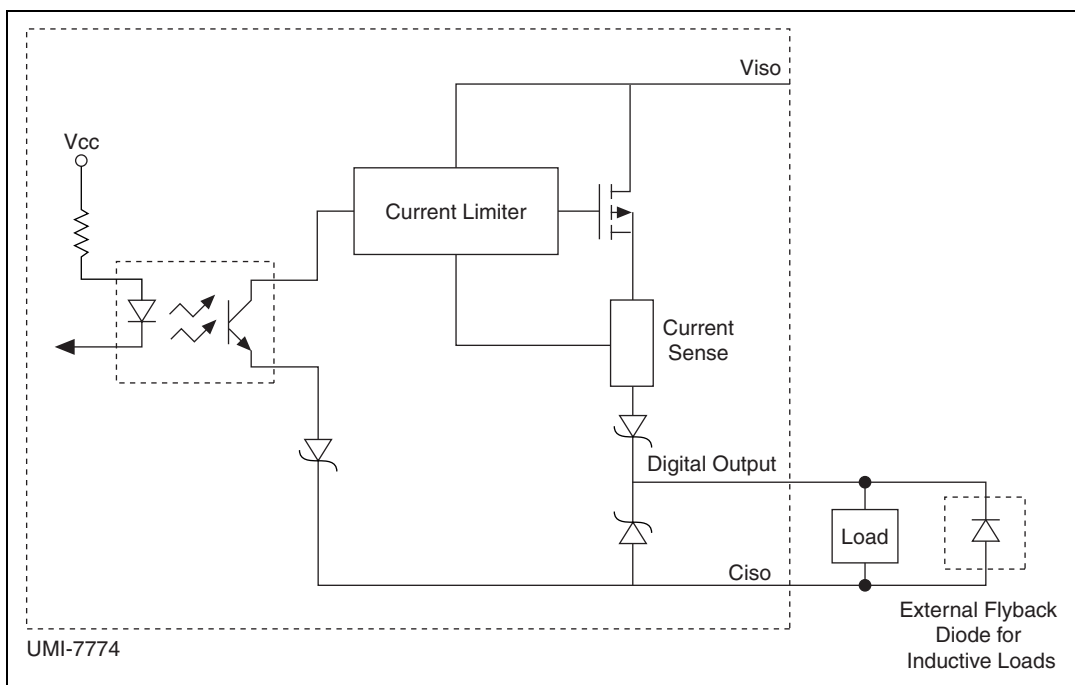 Viso
Vcc
Current Limiter
Current
Sense
Digital Output
Load
Ciso
UMI-7774
External Flyback
Diode for
Inductive Loads